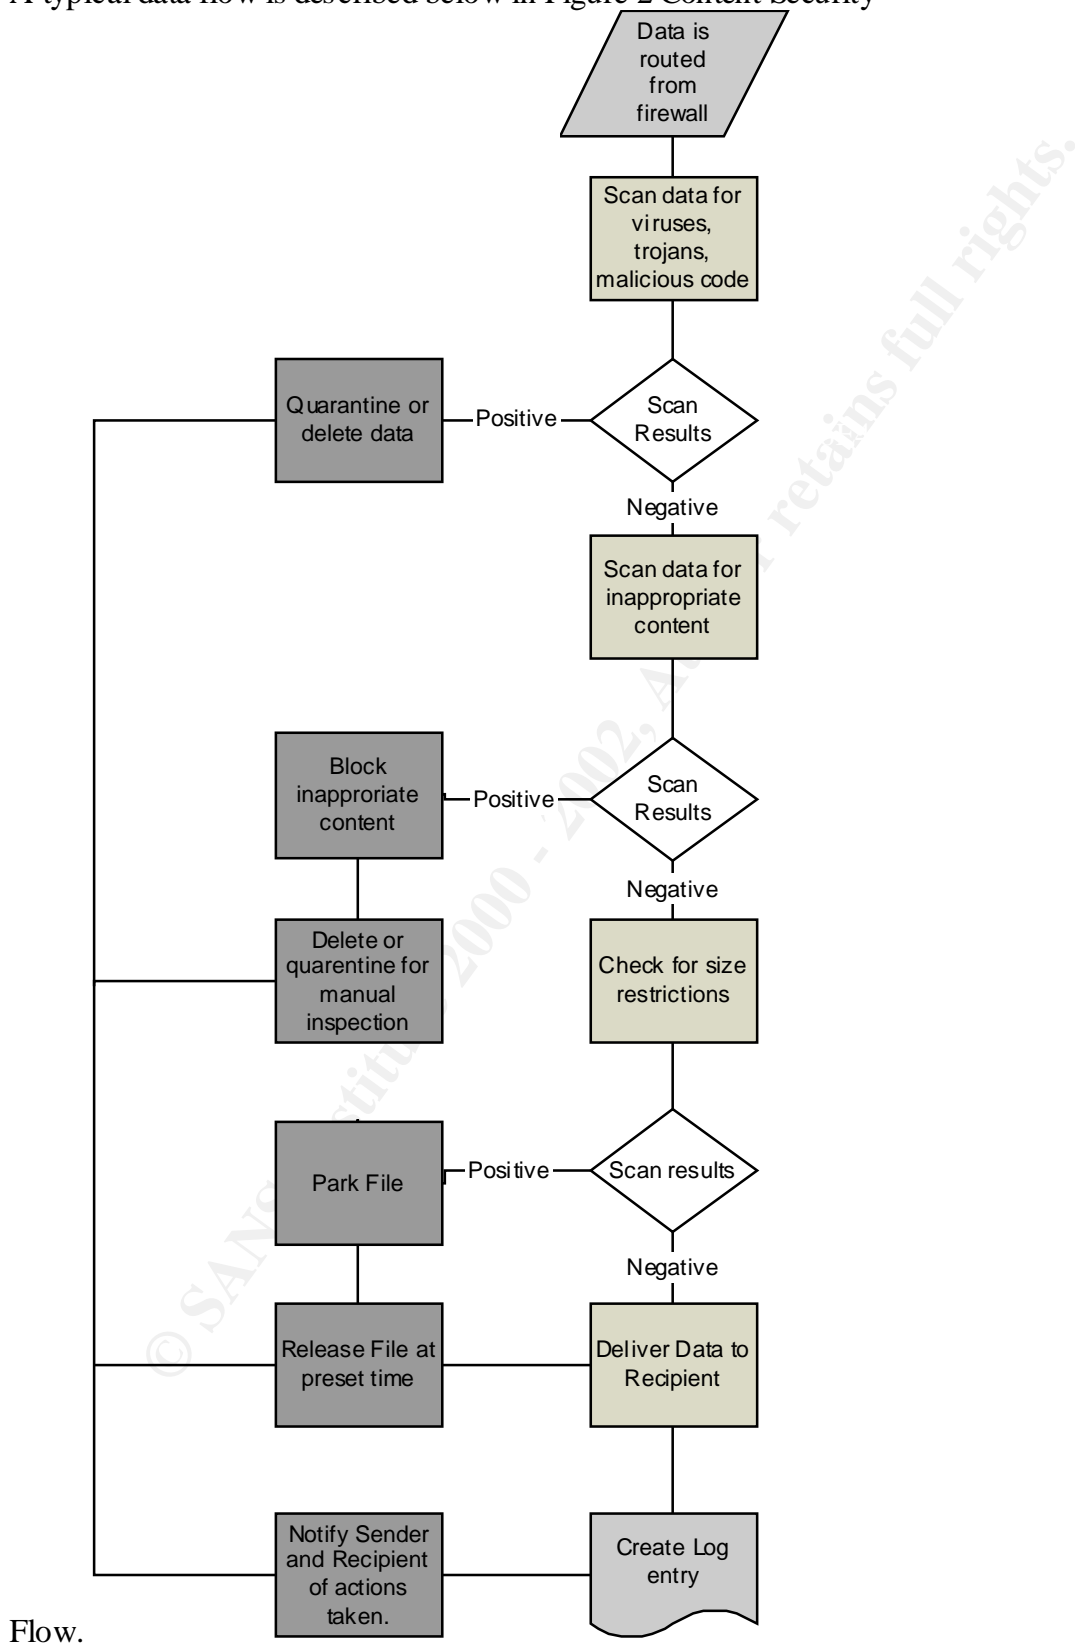 A typical data flow is described below in Figure 2 Content Security
Data is
routed
from
firewall
Scan data for
viruses,
trojans,
malicious code
Quarantine or
delete data
Positive
Scan
Results
Negative
Scan data for
inappropriate
content
Block
inapproriate
content
Positive
Scan
Results
Negative
Delete or
quarentine for
manual
inspection
Check for size
restrictions
Park File
Positive
Scan results
Negative
Release File at
preset time
Deliver Data to
Recipient
Notify Sender
and Recipient
of actions
taken.
Create Log
entry
Flow.